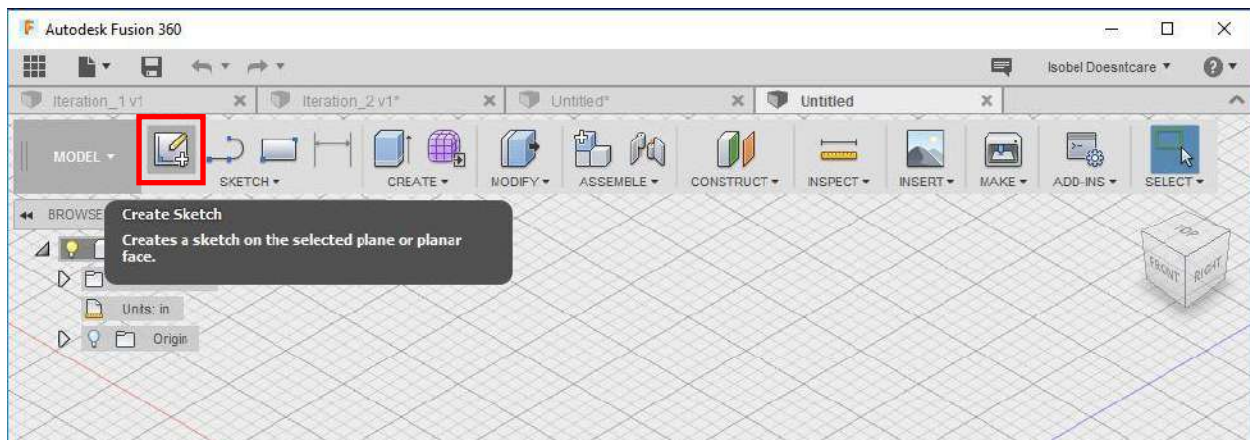 Autodesk Fusion 360
Isobel Doesntcare
Iteration_1 v1
Iteration_2 v1*
Untitled*
Untitled
MODEL
SKETCH
CREATE
MODIFY
ASSEMBLE
CONSTRUCT
INSPECT
INSERT
MAKE
ADD-INS
SELECT
BROWSE
Create Sketch
Creates a sketch on the selected plane or planar
face.
Units: in
Origin
TOP
FRONT
RIGHT